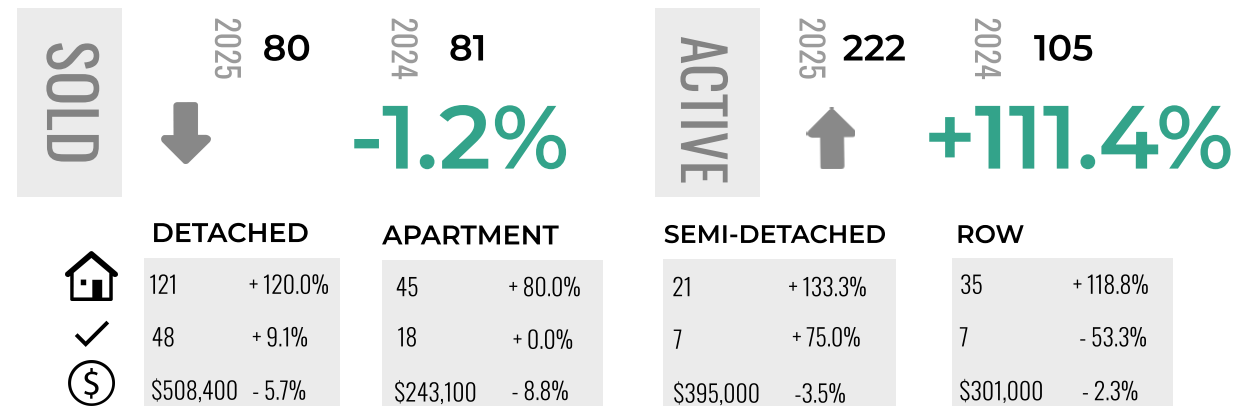 SOLD
2025 80
2024 81
-1.2%
ACTIVE
2025 222
2024 105
+111.4%
DETACHED
121 + 120.0%
48 + 9.1%
$508,400 - 5.7%
APARTMENT
45 + 80.0%
18 + 0.0%
$243,100 - 8.8%
SEMI-DETACHED
21 + 133.3%
7 + 75.0%
$395,000 -3.5%
ROW
35 + 118.8%
7 - 53.3%
$301,000 - 2.3%
$